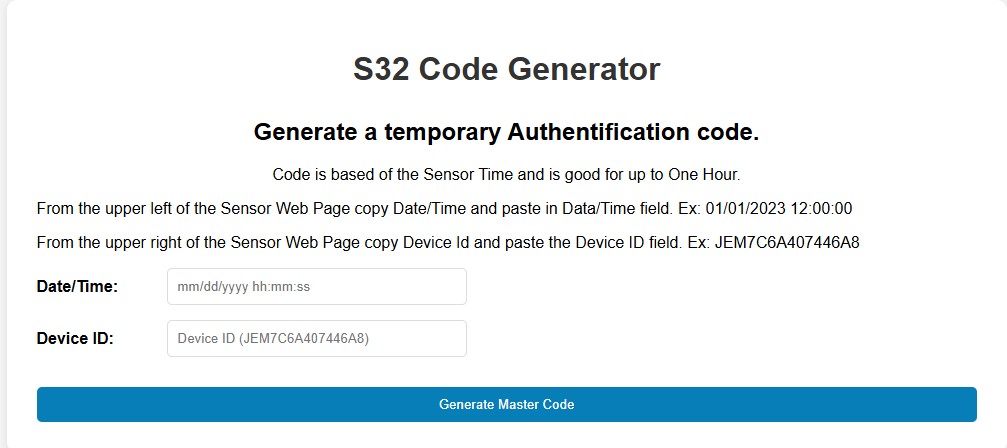 S32 Code Generator
Generate a temporary Authentification code.
Code is based of the Sensor Time and is good for up to One Hour.
From the upper left of the Sensor Web Page copy Date/Time and paste in Data/Time field. Ex: 01/01/2023 12:00:00
From the upper right of the Sensor Web Page copy Device Id and paste the Device ID field. Ex: JEM7C6A407446A8
Date/Time: mm/dd/yyyy hh:mm:ss
Device ID: Device ID (JEM7C6A407446A8)
Generate Master Code